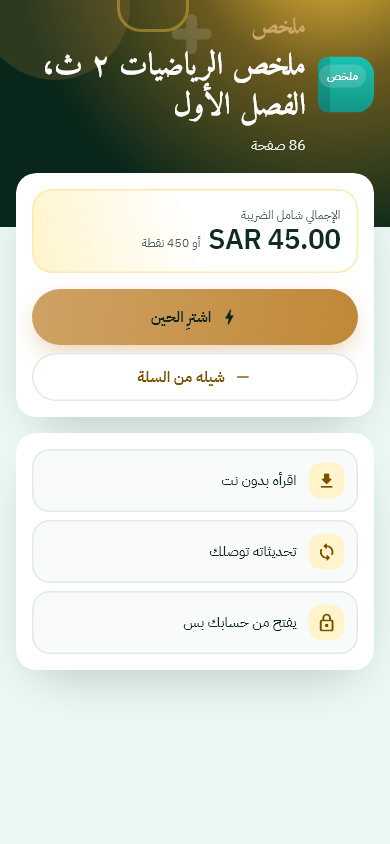 ملخص
ملخص
ملخص الرياضيات ٢ ث،
الفصل الأول
86 صفحة
الإجمالي شامل الضريبة
SAR 45.00 أو 450 نقطة
اشترِ الحين
شيله من السلة
اقرأه بدون نت
تحديثاته توصلك
يفتح من حسابك بس